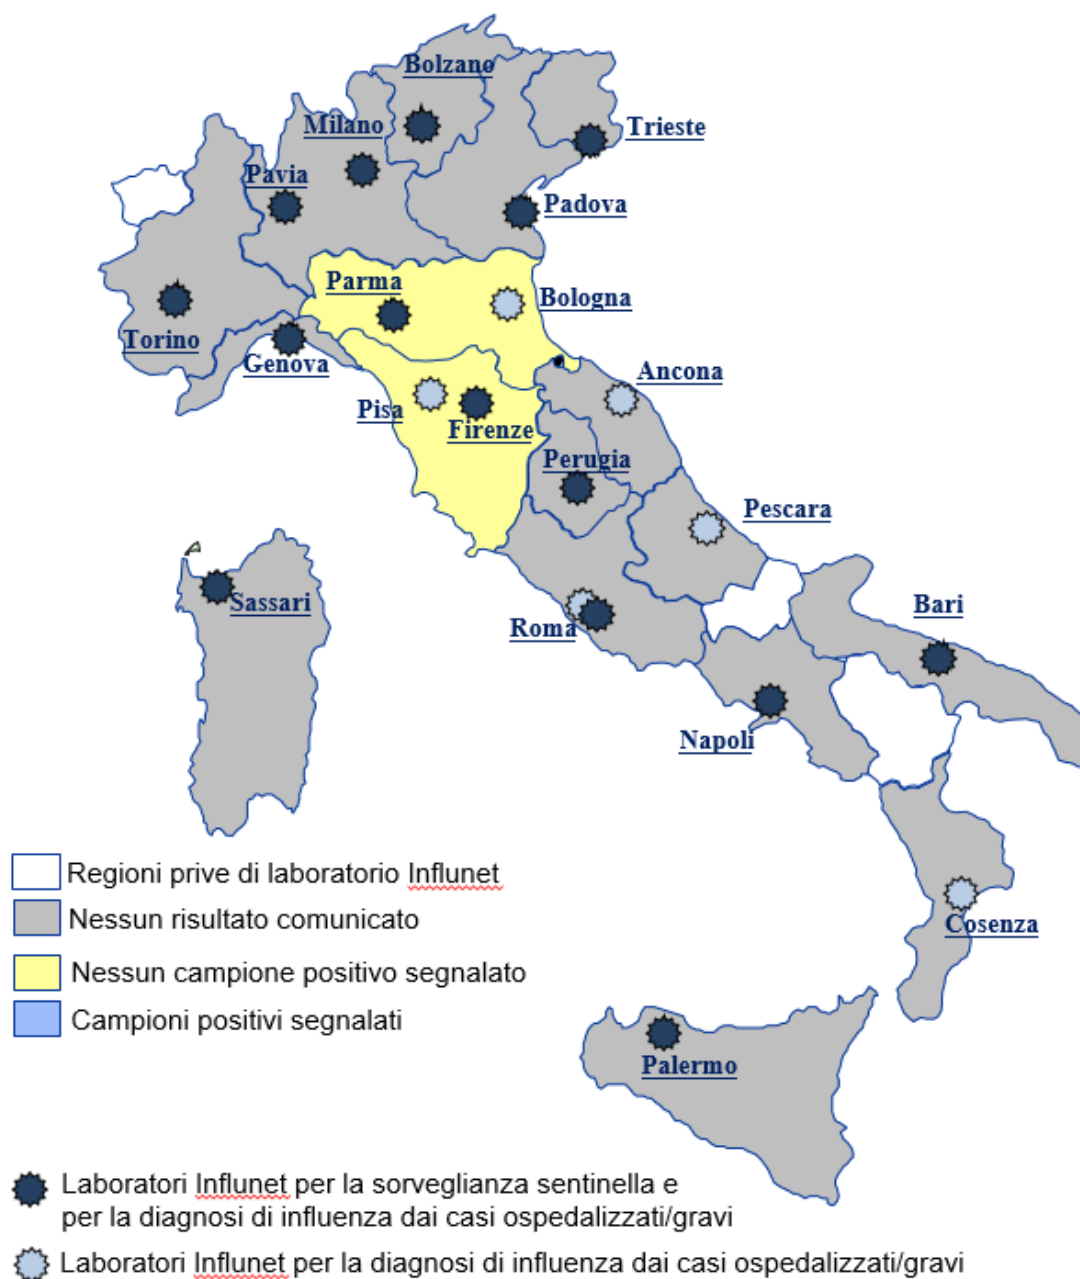 Bolzano
Milano
Trieste
Pavia
Padova
Parma
Bologna
Torino
Genova
Ancona
Pisa
Firenze
Perugia
Pescara
Sassari
Roma
Bari
Napoli
Regioni prive di laboratorio Influnet
Nessun risultato comunicato
Cosenza
Nessun campione positivo segnalato
Campioni positivi segnalati
Palermo
Laboratori Influnet per la sorveglianza sentinella e
per la diagnosi di influenza dai casi ospedalizzati/gravi
Laboratori Influnet per la diagnosi di influenza dai casi ospedalizzati/gravi